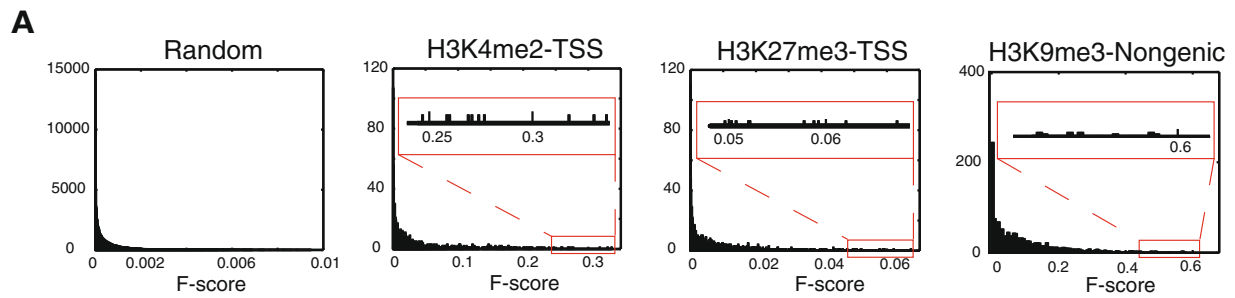 A
Random
H3K4me2-TSS
H3K27me3-TSS
H3K9me3-Nongenic
15000
10000
5000
0
0 0.002 0.006 0.01
F-score
120
80
40
0
0.25 0.3
0 0.1 0.2 0.3
F-score
120
80
40
0
0.05 0.06
0 0.02 0.04 0.06
F-score
400
200
0
0.6
0 0.2 0.4 0.6
F-score